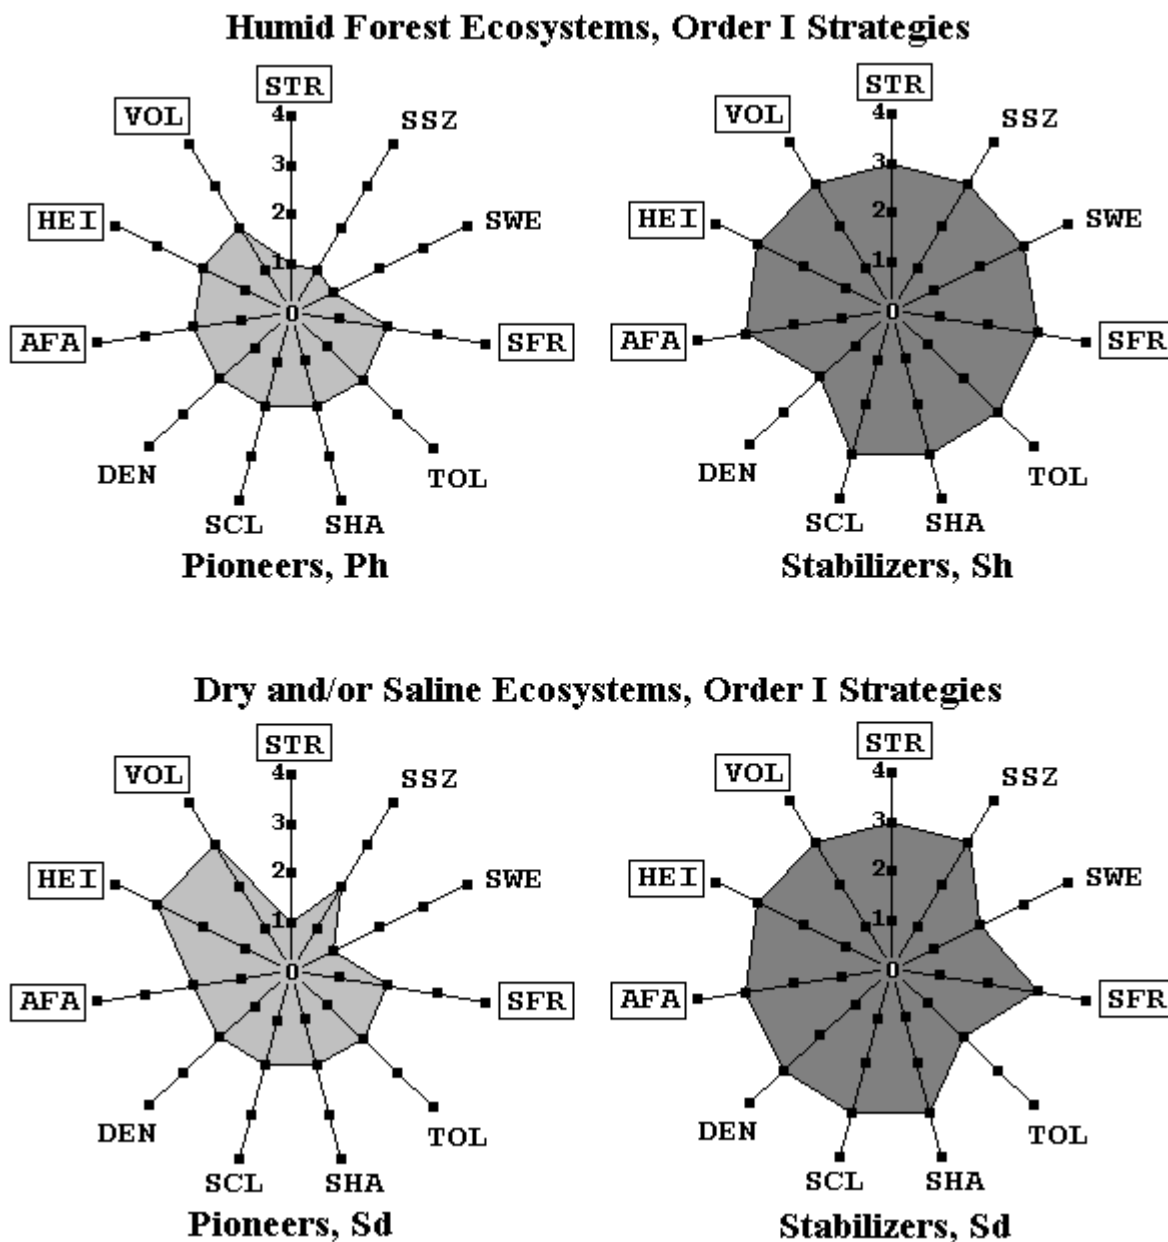 Humid Forest Ecosystems, Order I Strategies
STR
VOL
SSZ
HEI
SWE
AFA
SFR
DEN
TOL
SCL
SHA
4
3
2
1
0
Pioneers, Ph
STR
VOL
SSZ
HEI
SWE
AFA
SFR
DEN
TOL
SCL
SHA
4
3
2
1
0
Stabilizers, Sh
Dry and/or Saline Ecosystems, Order I Strategies
STR
VOL
SSZ
HEI
SWE
AFA
SFR
DEN
TOL
SCL
SHA
4
3
2
1
0
Pioneers, Sd
STR
VOL
SSZ
HEI
SWE
AFA
SFR
DEN
TOL
SCL
SHA
4
3
2
1
0
Stabilizers, Sd